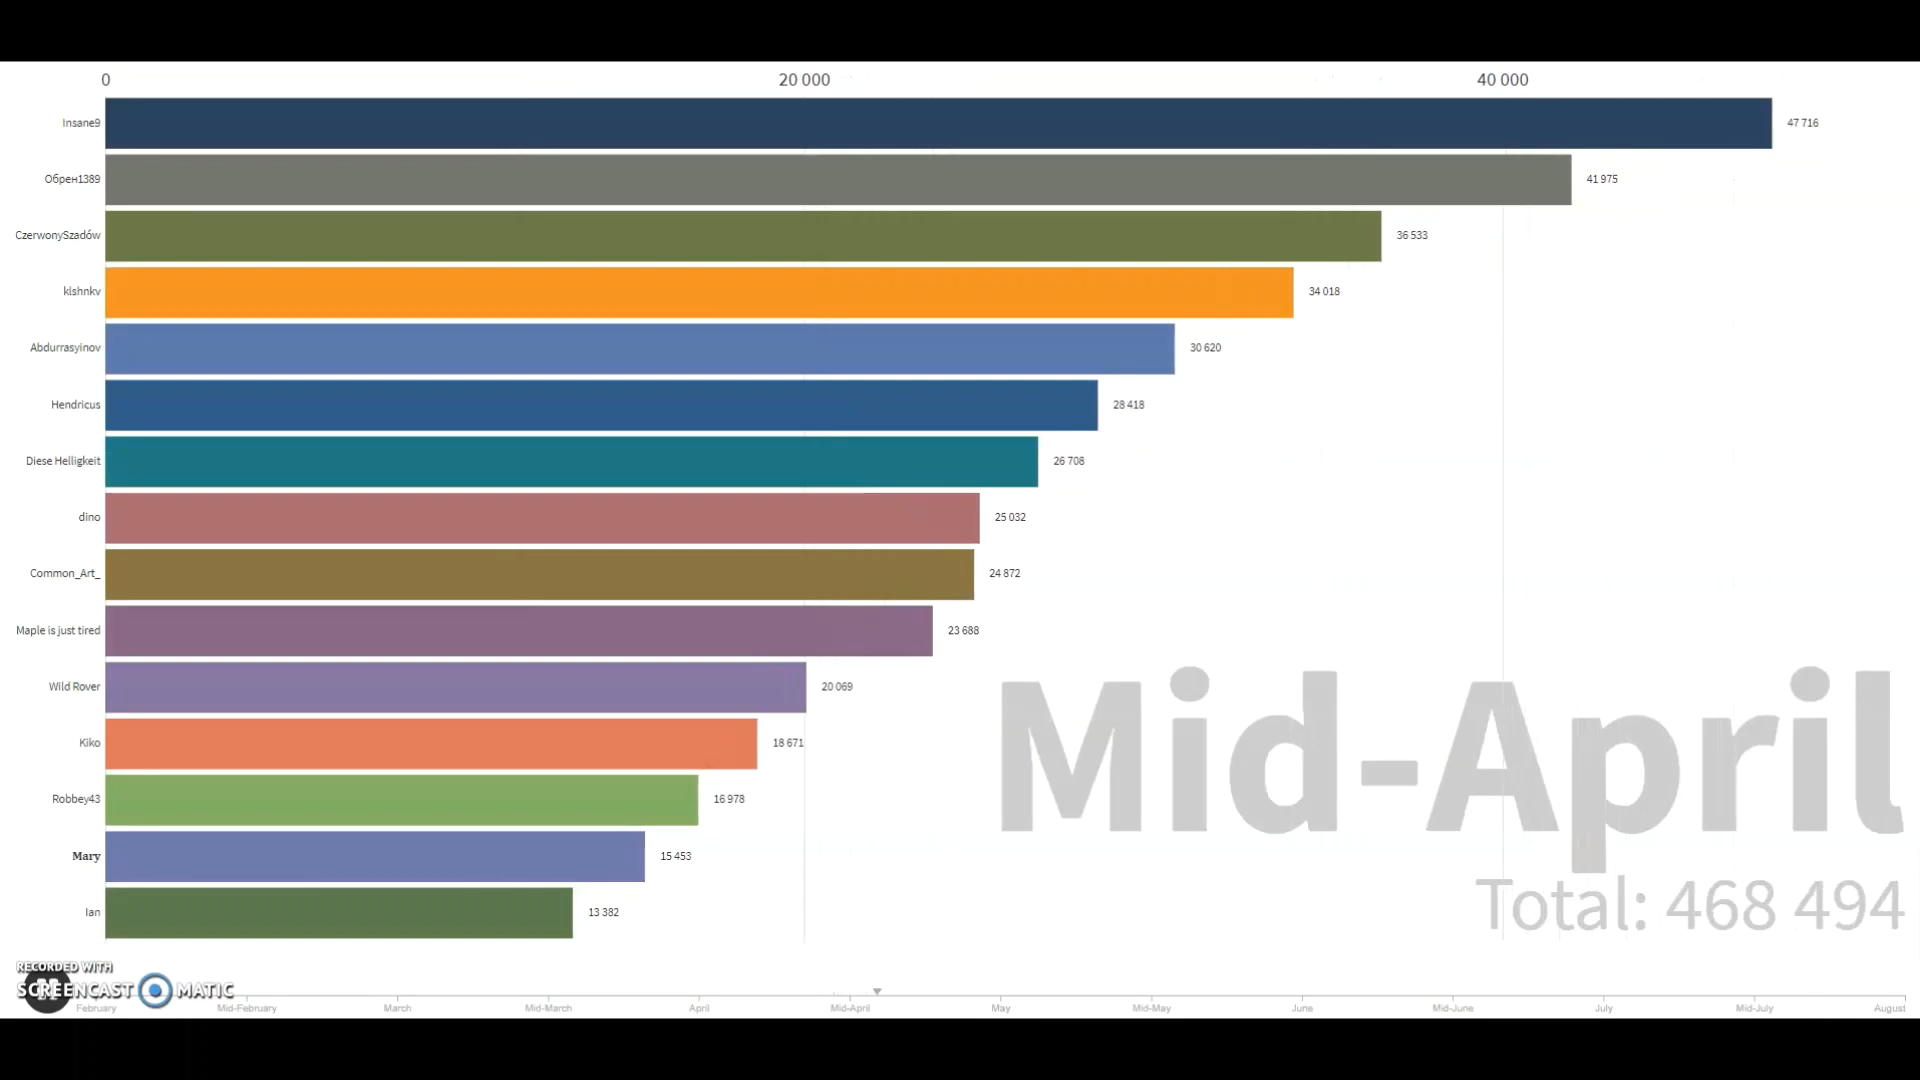 0 20 000 40 000
Insane9 47 716
Обрен1389 41 975
CzerwonySzadów 36 533
klshnkv 34 018
Abdurrasyinov 30 620
Hendricus 28 418
Diese Helligkeit 26 708
dino 25 032
Common_Art_ 24 872
Maple is just tired 23 688
Wild Rover 20 069
Kiko 18 671
Robbey43 16 978
Mary 15 453
Ian 13 382
Mid-April
Total: 468 494
RECORDED WITH
SCREENCAST MATIC
February Mid-February March Mid-March April Mid-April May Mid-May June Mid-June July Mid-July August